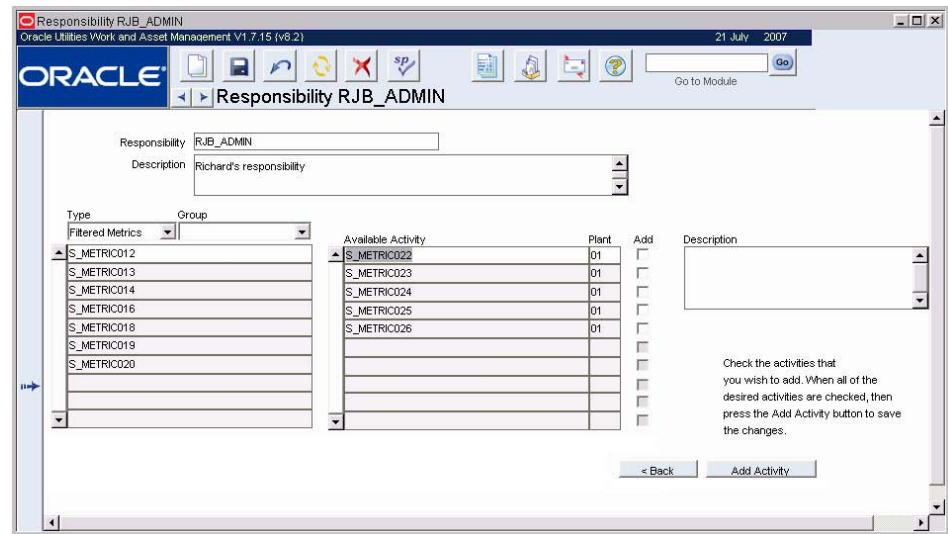 Responsibility RJB_ADMIN
Oracle Utilities Work and Asset Management V1.7.15 (v8.2) 21 July 2007
ORACLE
sp
Go
Go to Module
Responsibility RJB_ADMIN
Responsibility RJB_ADMIN
Description Richard's responsibility
Type Group
Filtered Metrics
Available Activity Plant Add Description
S_METRIC012 S_METRIC022 01
S_METRIC013 S_METRIC023 01
S_METRIC014 S_METRIC024 01
S_METRIC016 S_METRIC025 01
S_METRIC018 S_METRIC026 01
S_METRIC019
S_METRIC020
Check the activities that
you wish to add. When all of the
desired activities are checked, then
press the Add Activity button to save
the changes.
< Back Add Activity